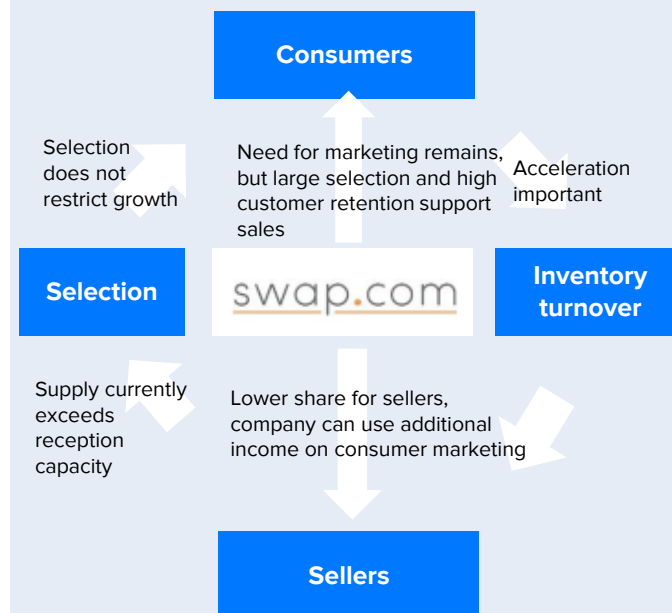 Consumers
Selection
does not
restrict growth
Need for marketing remains,
but large selection and high
customer retention support
sales
Acceleration
important
Selection
swap.com
Inventory
turnover
Supply currently
exceeds
reception
capacity
Lower share for sellers,
company can use additional
income on consumer marketing
Sellers